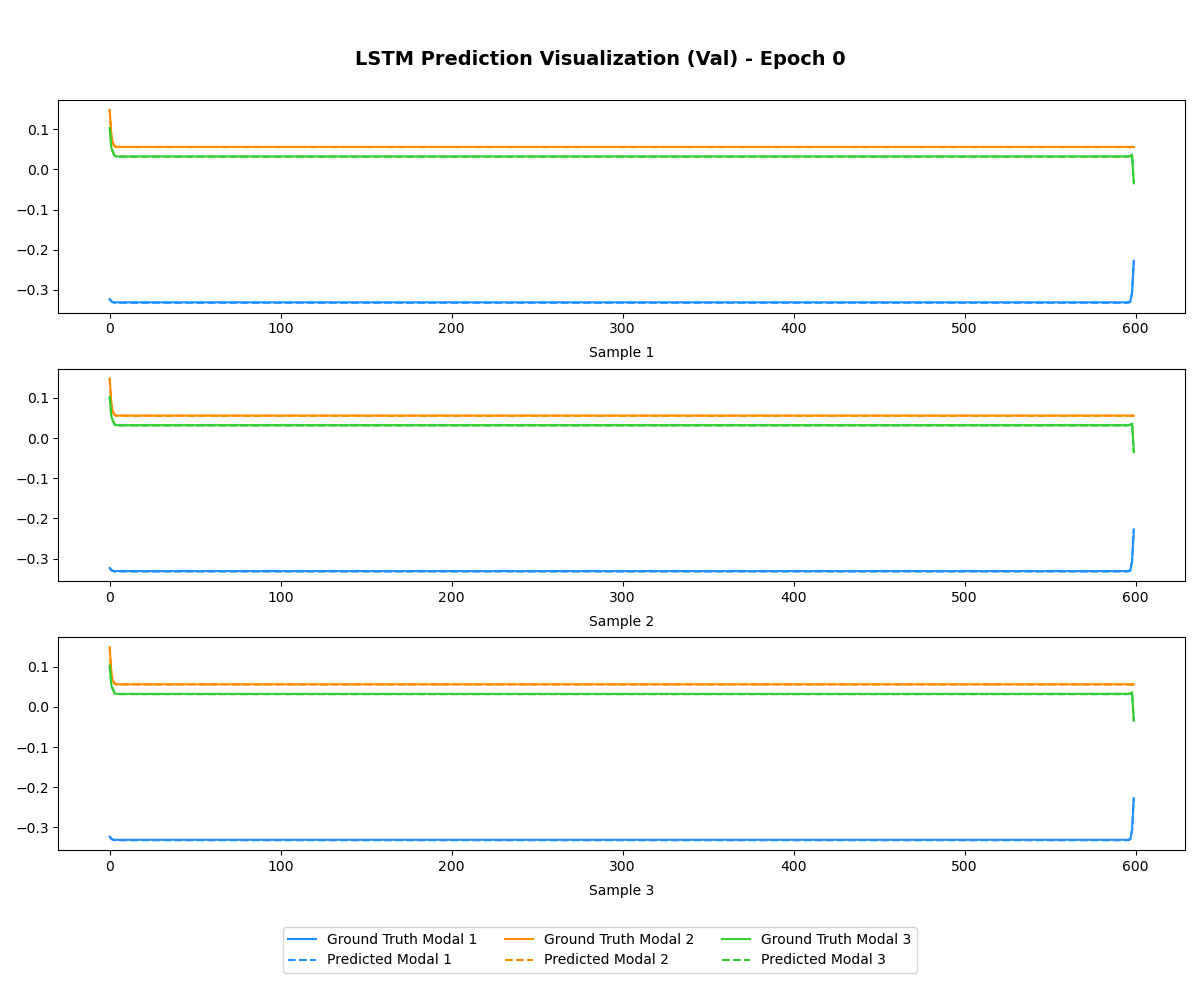 LSTM Prediction Visualization (Val) - Epoch 0
0.1
0.0
−0.1
−0.2
−0.3
0 100 200 300 400 500 600
Sample 1
0.1
0.0
−0.1
−0.2
−0.3
0 100 200 300 400 500 600
Sample 2
0.1
0.0
−0.1
−0.2
−0.3
0 100 200 300 400 500 600
Sample 3
Ground Truth Modal 1 Ground Truth Modal 2 Ground Truth Modal 3
Predicted Modal 1 Predicted Modal 2 Predicted Modal 3